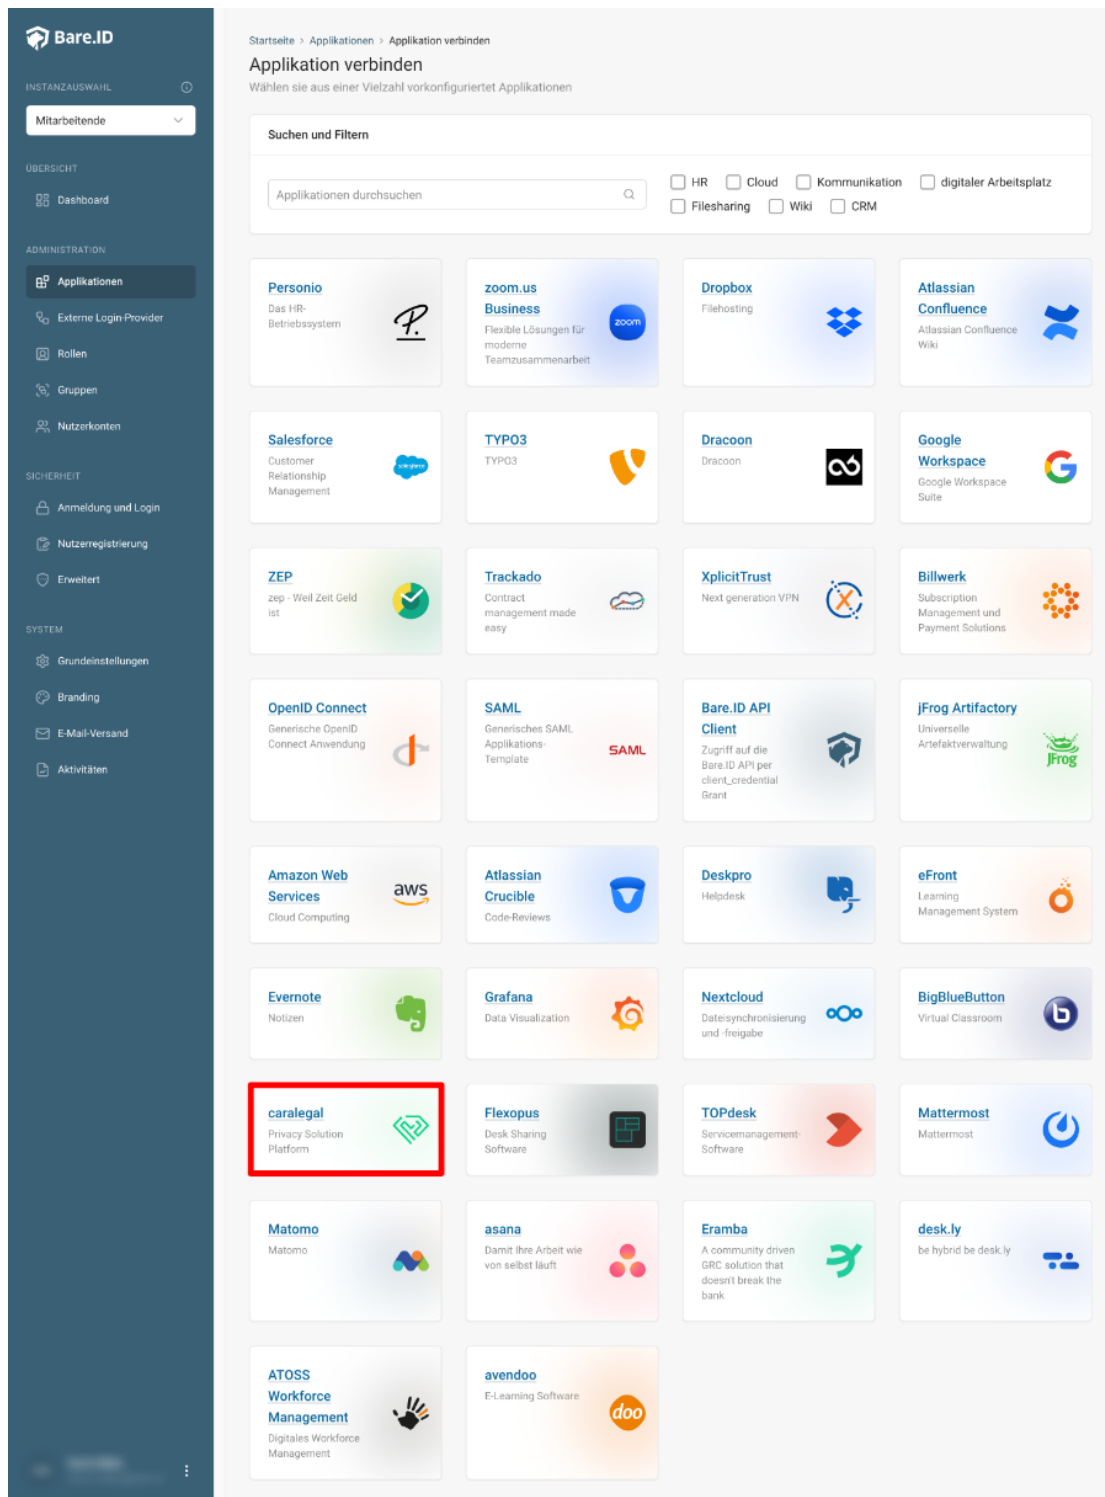 Bare.ID
INSTANZAUSWAHL
Mitarbeitende
ÜBERSICHT
Dashboard
ADMINISTRATION
Applikationen
Externe Login-Provider
Rollen
Gruppen
Nutzerkonten
SICHERHEIT
Anmeldung und Login
Nutzerregistrierung
Erweitert
SYSTEM
Grundeinstellungen
Branding
E-Mail-Versand
Aktivitäten
Startseite > Applikationen > Applikation verbinden
Applikation verbinden
Wählen sie aus einer Vielzahl vorkonfiguriertet Applikationen
Suchen und Filtern
Applikationen durchsuchen
HR Cloud Kommunikation digitaler Arbeitsplatz
Filesharing Wiki CRM
Personio
Das HR-
Betriebssystem
P.
zoom.us
Business
Flexible Lösungen für
moderne
Teamzusammenarbeit
zoom
Dropbox
Filehosting
Atlassian
Confluence
Atlassian Confluence
Wiki
Salesforce
Customer
Relationship
Management
salesforce
TYPO3
TYPO3
Dracoon
Dracoon
Google
Workspace
Google Workspace
Suite
G
ZEP
zep - Weil Zeit Geld
ist
Trackado
Contract
management made
easy
XplicitTrust
Next generation VPN
X
Billwerk
Subscription
Management und
Payment Solutions
OpenID Connect
Generische OpenID
Connect Anwendung
SAML
Generisches SAML
Applikations-
Template
SAML
Bare.ID API
Client
Zugriff auf die
Bare.ID API per
client_credential
Grant
jFrog Artifactory
Universelle
Artefaktverwaltung
JFrog
Amazon Web
Services
Cloud Computing
aws
Atlassian
Crucible
Code-Reviews
Deskpro
Helpdesk
eFront
Learning
Management System
Evernote
Notizen
Grafana
Data Visualization
Nextcloud
Dateisynchronisierung
und -freigabe
BigBlueButton
Virtual Classroom
b
caralegal
Privacy Solution
Platform
Flexopus
Desk Sharing
Software
TOPdesk
Servicemanagement-
Software
Mattermost
Mattermost
Matomo
Matomo
asana
Damit Ihre Arbeit wie
von selbst läuft
Eramba
A community driven
GRC solution that
doesn't break the
bank
desk.ly
be hybrid be desk.ly
ATOSS
Workforce
Management
Digitales Workforce
Management
avendoo
E-Learning Software
doo